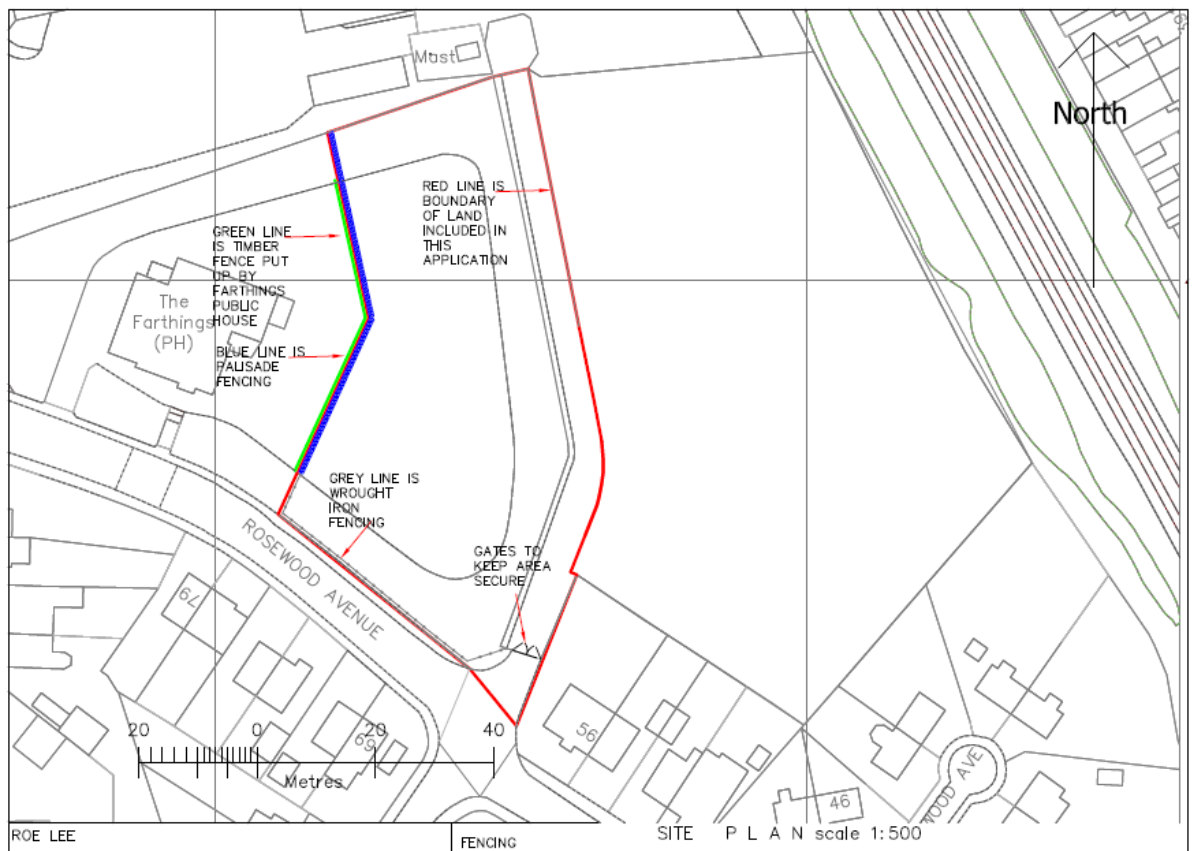 Mast
North
RED LINE IS
BOUNDARY
OF LAND
INCLUDED IN
THIS
APPLICATION
GREEN LINE
IS TIMBER
FENCE PUT
UP BY
FARTHINGS
PUBLIC
HOUSE
The
Farthings
(PH)
BLUE LINE IS
PALISADE
FENCING
GREY LINE IS
WROUGHT
IRON
FENCING
GATES TO
KEEP AREA
SECURE
ROSEWOOD AVENUE
67
69
56
46
WOOD AVE
20 0 20 40
Metres
ROE LEE
FENCING
SITE PLAN scale 1:500